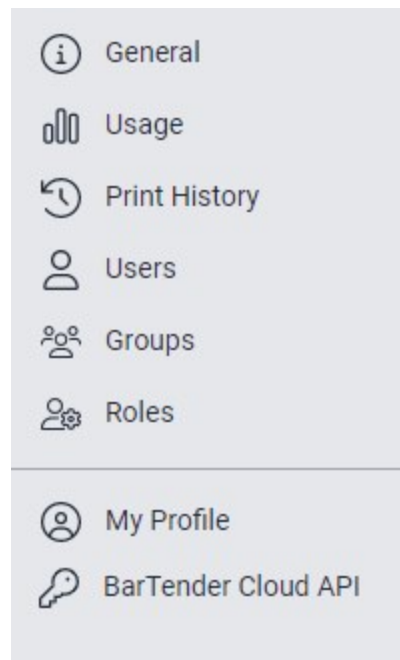 General
Usage
Print History
Users
Groups
Roles
My Profile
BarTender Cloud API